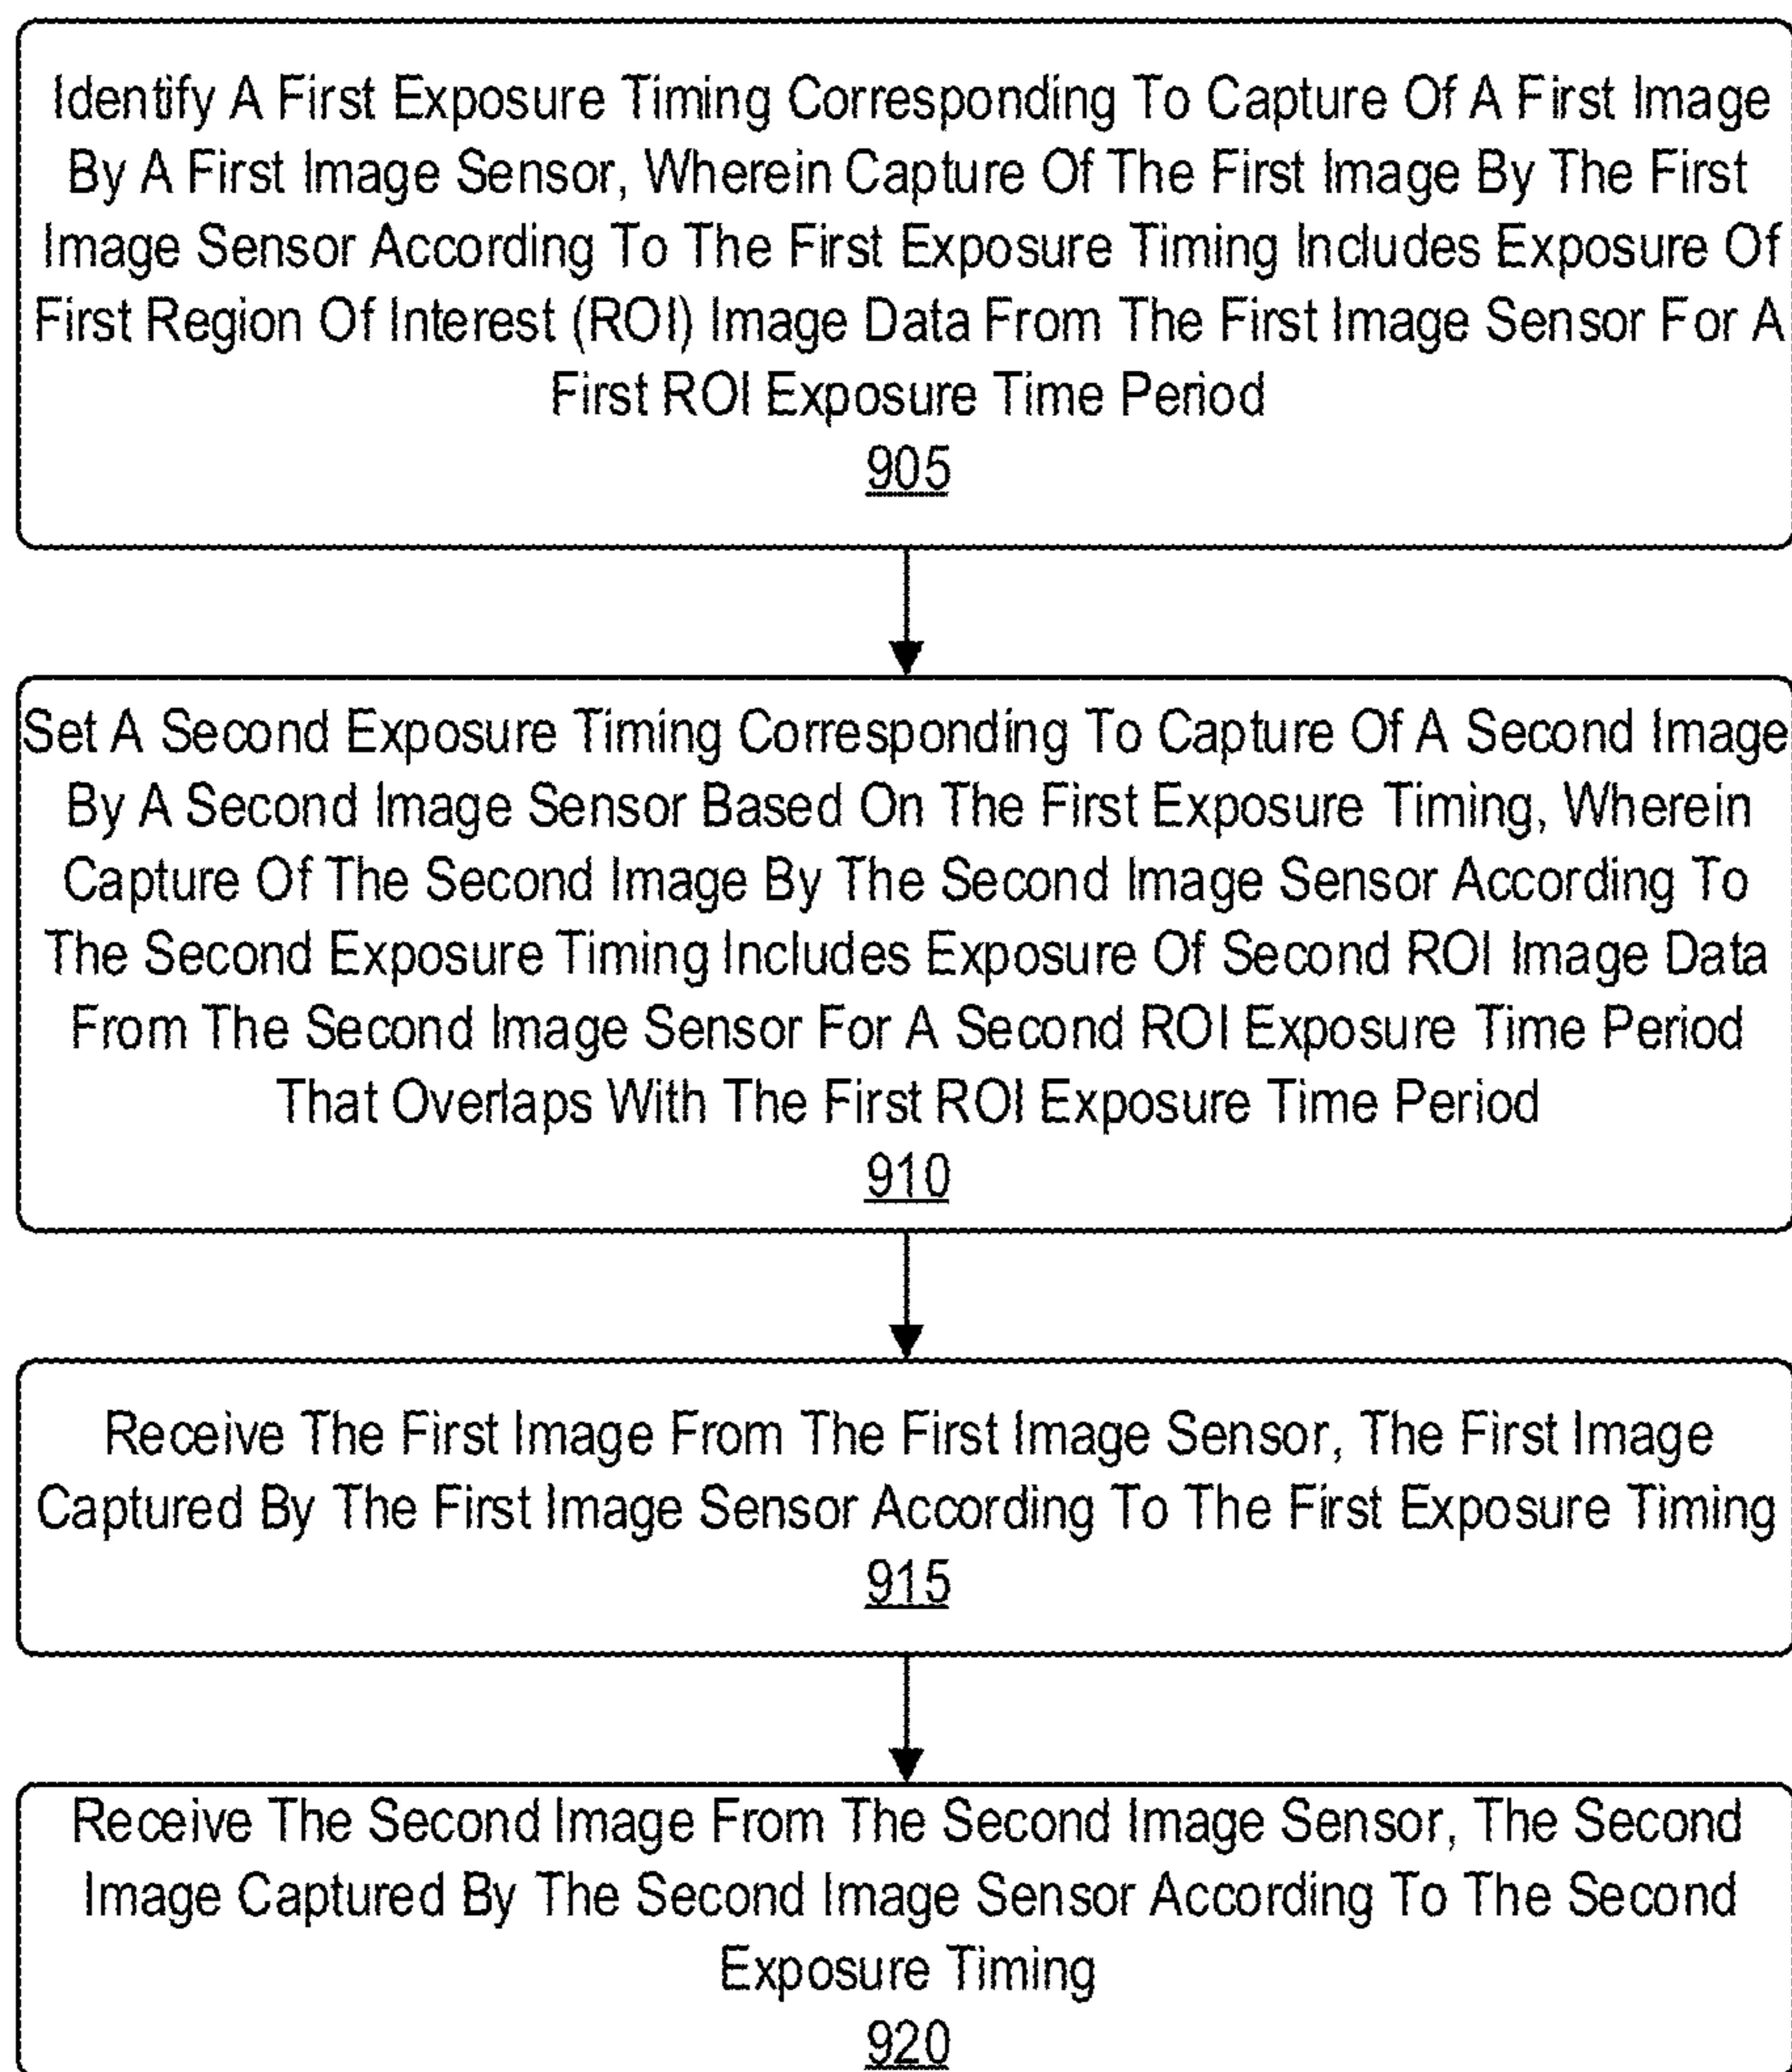 Identify A First Exposure Timing Corresponding To Capture Of A First Image
By A First Image Sensor, Wherein Capture Of The First Image By The First
Image Sensor According To The First Exposure Timing Includes Exposure Of
First Region Of Interest (ROI) Image Data From The First Image Sensor For A
First ROI Exposure Time Period
905
Set A Second Exposure Timing Corresponding To Capture Of A Second Image
By A Second Image Sensor Based On The First Exposure Timing, Wherein
Capture Of The Second Image By The Second Image Sensor According To
The Second Exposure Timing Includes Exposure Of Second ROI Image Data
From The Second Image Sensor For A Second ROI Exposure Time Period
That Overlaps With The First ROI Exposure Time Period
910
Receive The First Image From The First Image Sensor, The First Image
Captured By The First Image Sensor According To The First Exposure Timing
915
Receive The Second Image From The Second Image Sensor, The Second
Image Captured By The Second Image Sensor According To The Second
Exposure Timing
920